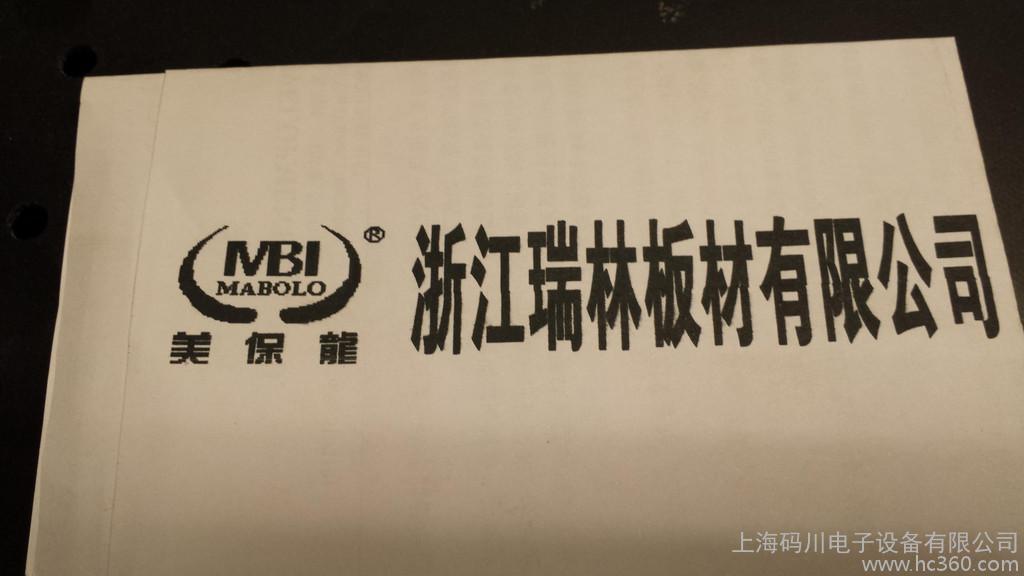 MBI
MABOLO
®
美保龍
浙江瑞林板材有限公司
上海码川电子设备有限公司
www.hc360.com